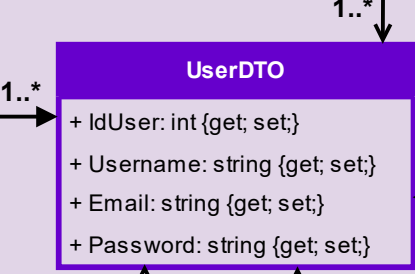 1..*
UserDTO
1..*
+ IdUser: int {get; set;}
+ Username: string {get; set;}
+ Email: string {get; set;}
+ Password: string {get; set;}